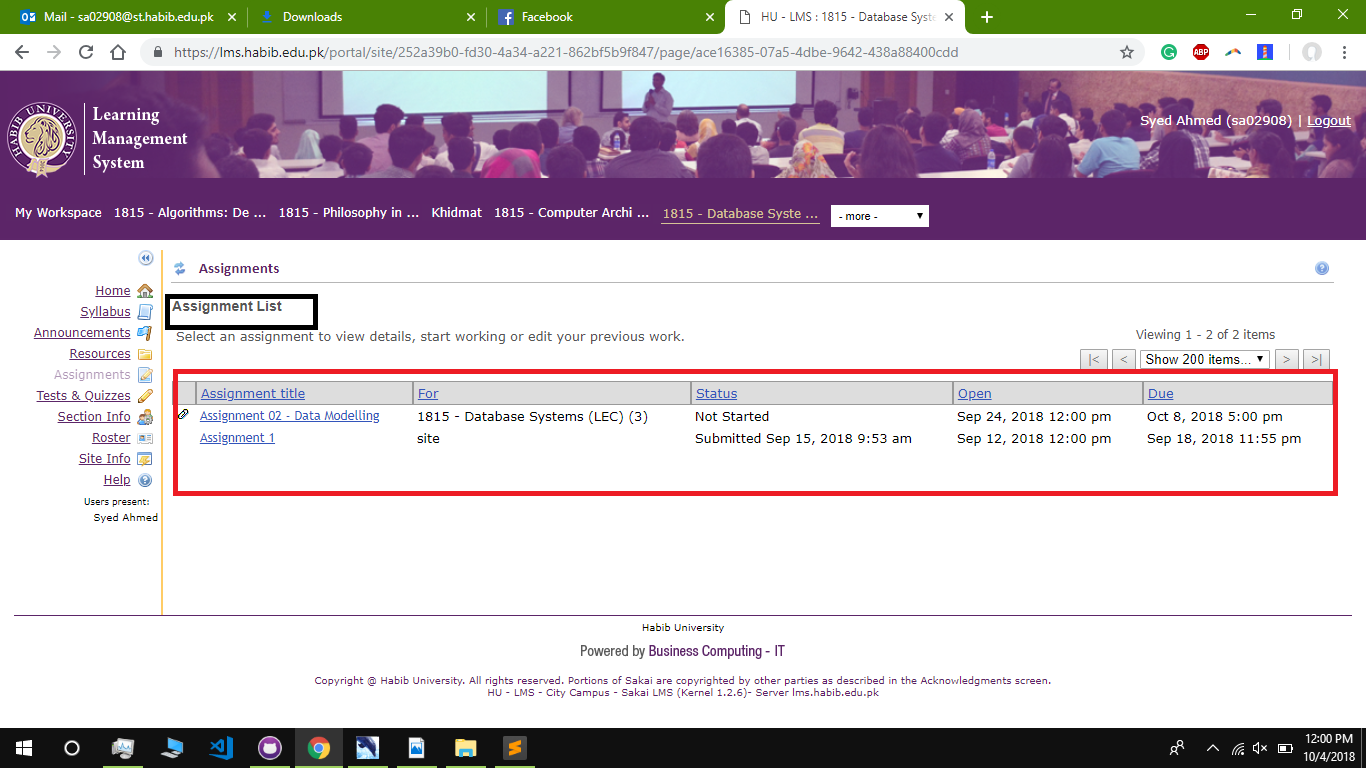 Mail - sa02908@st.habib.edu.pk
Downloads
Facebook
HU - LMS : 1815 - Database Syste
https://lms.habib.edu.pk/portal/site/252a39b0-fd30-4a34-a221-862bf5b9f847/page/ace16385-07a5-4dbe-9642-438a88400cdd
ABP
HABIB UNIVERSITY
Learning
Management
System
Syed Ahmed (sa02908) | Logout
My Workspace 1815 - Algorithms: De ... 1815 - Philosophy in ... Khidmat 1815 - Computer Archi ... 1815 - Database Syste ... - more -
Home
Syllabus
Announcements
Resources
Assignments
Tests & Quizzes
Section Info
Roster
Site Info
Help
Users present:
Syed Ahmed
Assignments
Assignment List
Select an assignment to view details, start working or edit your previous work.
Viewing 1 - 2 of 2 items
|< < Show 200 items... > >|
Assignment title For Status Open Due
Assignment 02 - Data Modelling 1815 - Database Systems (LEC) (3) Not Started Sep 24, 2018 12:00 pm Oct 8, 2018 5:00 pm
Assignment 1 site Submitted Sep 15, 2018 9:53 am Sep 12, 2018 12:00 pm Sep 18, 2018 11:55 pm
Habib University
Powered by Business Computing - IT
Copyright @ Habib University. All rights reserved. Portions of Sakai are copyrighted by other parties as described in the Acknowledgments screen.
HU - LMS - City Campus - Sakai LMS (Kernel 1.2.6)- Server lms.habib.edu.pk
12:00 PM
10/4/2018